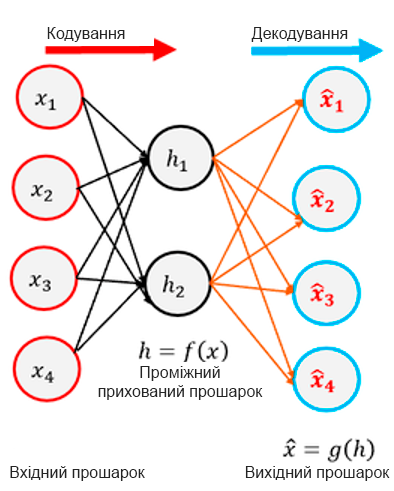 Кодування
Декодування
x₁
x₂
x₃
x₄
h₁
h₂
x̂₁
x̂₂
x̂₃
x̂₄
h = f(x)
Проміжний
прихований прошарок
x̂ = g(h)
Вхідний прошарок
Вихідний прошарок